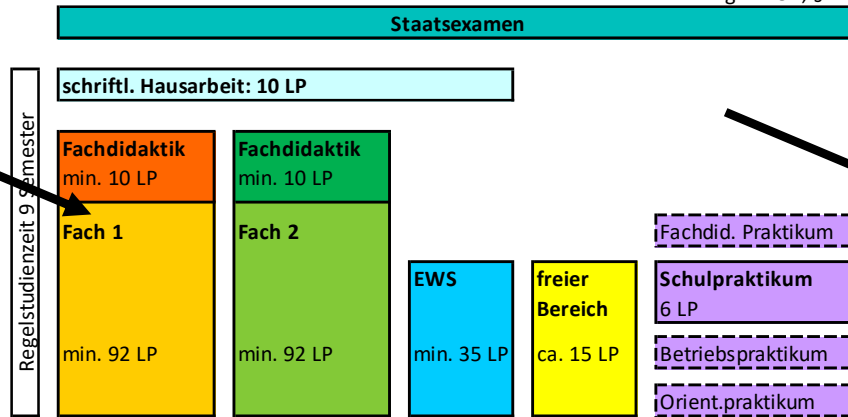 Staatsexamen
Regelstudienzeit 9 Semester
schriftl. Hausarbeit: 10 LP
Fachdidaktik
min. 10 LP
Fach 1
min. 92 LP
Fachdidaktik
min. 10 LP
Fach 2
min. 92 LP
EWS
min. 35 LP
freier
Bereich
ca. 15 LP
Fachdid. Praktikum
Schulpraktikum
6 LP
Betriebspraktikum
Orient.praktikum